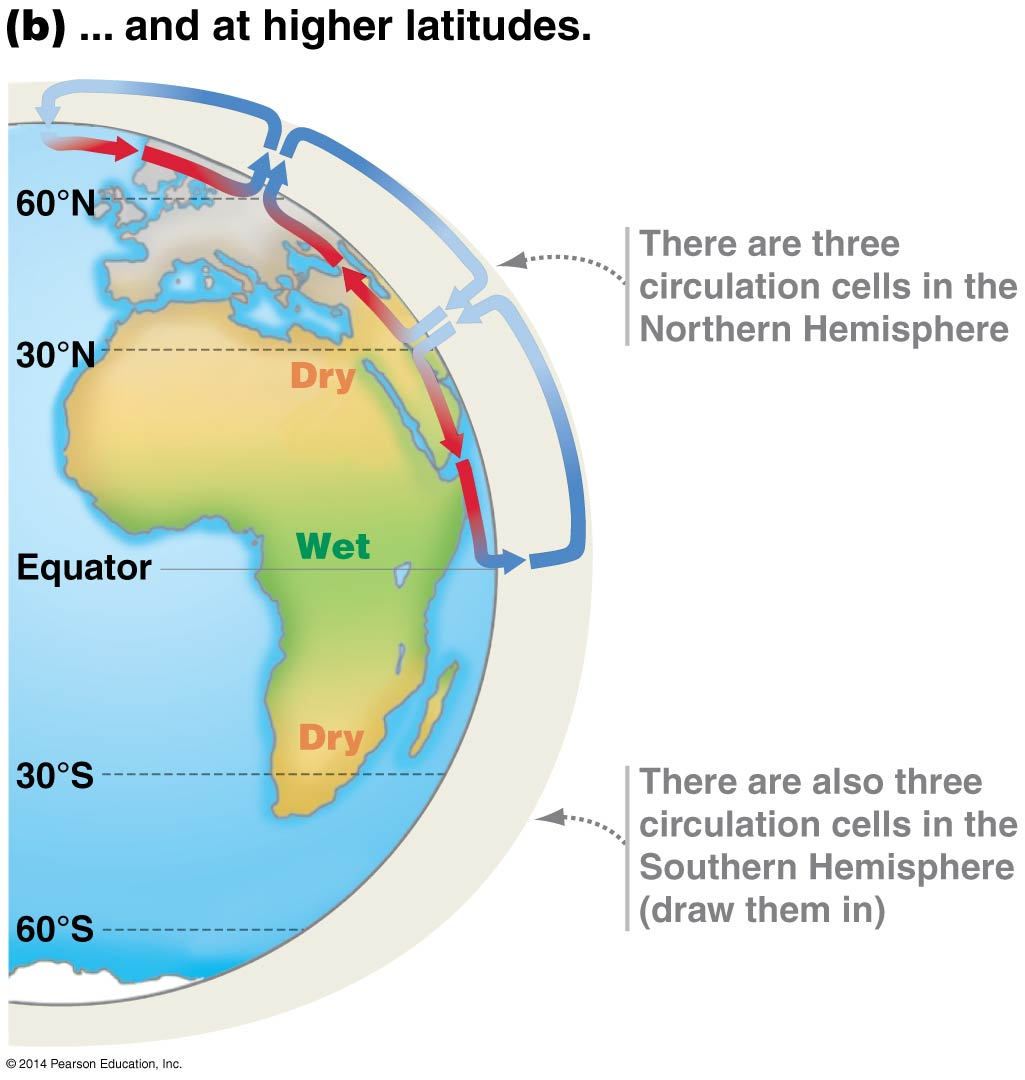 (b) ... and at higher latitudes.
60°N
There are three
circulation cells in the
Northern Hemisphere
30°N
Dry
Wet
Equator
Dry
30°S
There are also three
circulation cells in the
Southern Hemisphere
(draw them in)
60°S
© 2014 Pearson Education, Inc.